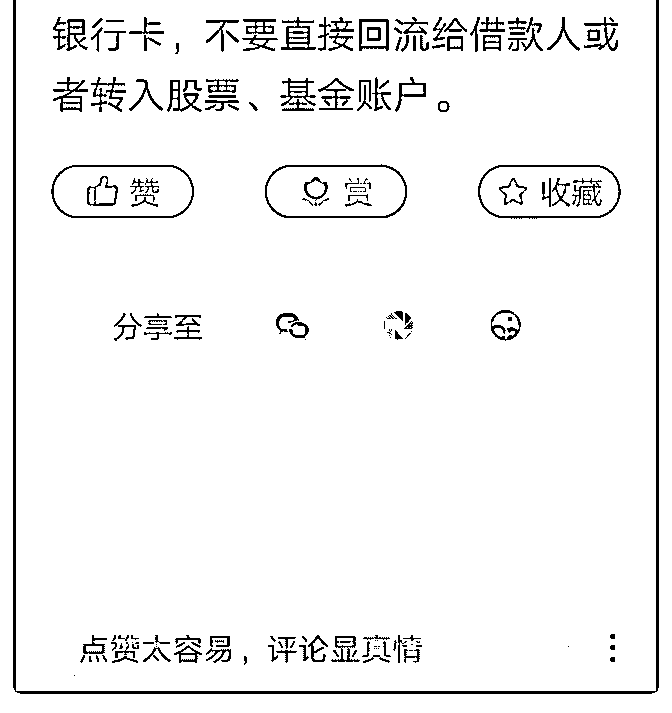 银行卡，不要直接回流给借款人或
者转入股票、基金账户。
赞 赏 收藏
分享至
点赞太容易，评论显真情